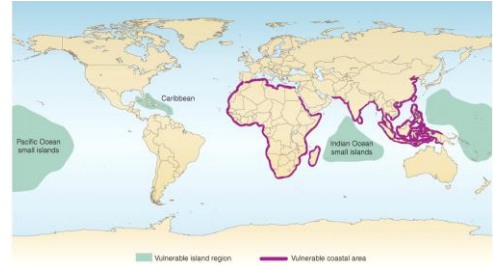 Caribbean
Pacific Ocean
small islands
Indian Ocean
small islands
Vulnerable island region
Vulnerable coastal area